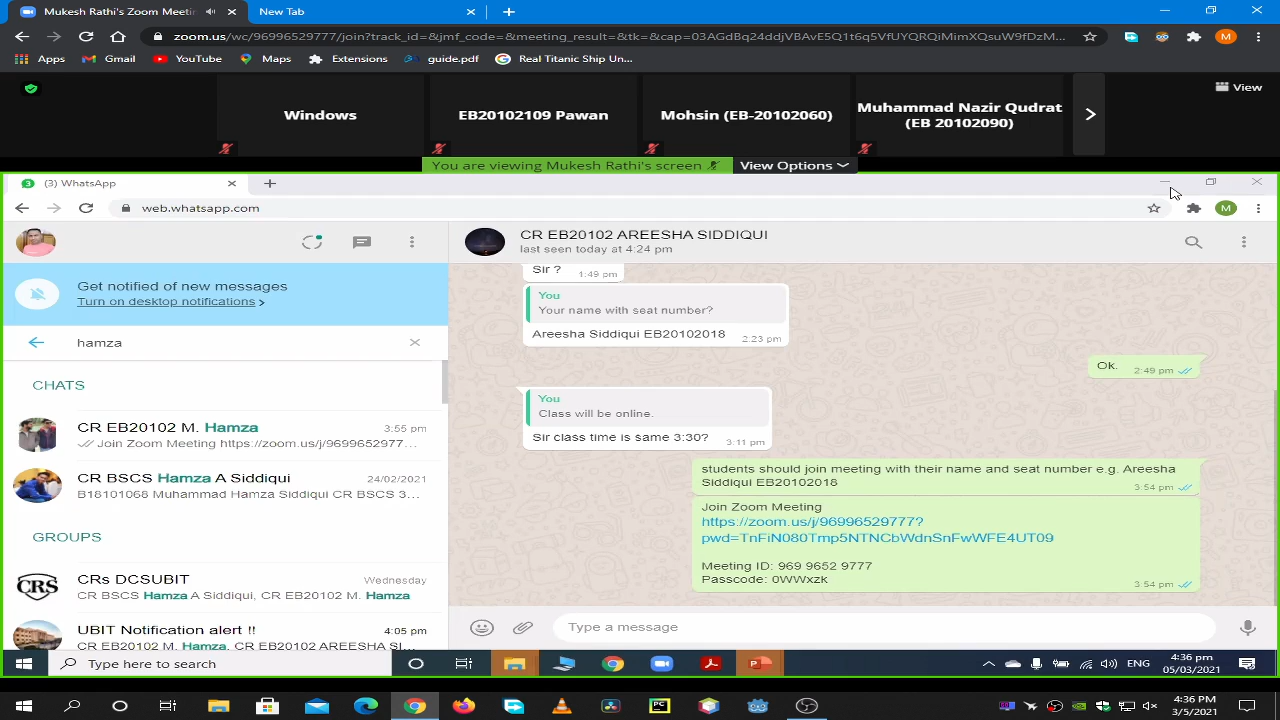 Mukesh Rathi's Zoom Meeti
New Tab
zoom.us/wc/96996529777/join?track_id=&jmf_code=&meeting_result=&tk=&cap=03AGdBq24ddjVBAvE5Q1t6q5VfUYQRQjMimXQsuW9fDzM...
Apps
Gmail
YouTube
Maps
Extensions
guide.pdf
Real Titanic Ship Un...
View
Windows
EB20102109 Pawan
Mohsin (EB-20102060)
Muhammad Nazir Qudrat
(EB 20102090)
You are viewing Mukesh Rathi's screen
View Options
(3) WhatsApp
web.whatsapp.com
M
CR EB20102 AREESHA SIDDIQUI
last seen today at 4:24 pm
Get notified of new messages
Turn on desktop notifications >
hamza
CHATS
CR EB20102 M. Hamza
3:55 pm
Join Zoom Meeting https://zoom.us/j/9699652977...
CR BSCS Hamza A Siddiqui
24/02/2021
B18101068 Muhammad Hamza Siddiqui CR BSCS 3...
GROUPS
CRs DCSUBIT
Wednesday
CR BSCS Hamza A Siddiqui, CR EB20102 M. Hamza
UBIT Notification alert !!
4:05 pm
CR EB20102 M. Hamza, CR EB20102 AREESHA SI...
CRS
Sir ?
1:49 pm
You
Your name with seat number?
Areesha Siddiqui EB20102018
2:23 pm
Ok.
2:49 pm
You
Class will be online.
Sir class time is same 3:30?
3:11 pm
students should join meeting with their name and seat number e.g. Areesha
Siddiqui EB20102018
3:54 pm
Join Zoom Meeting
https://zoom.us/j/96996529777?
pwd=TnFiN080Tmp5NTNCbWdnSnFwWFE4UT09
Meeting ID: 969 9652 9777
Passcode: 0WWxzk
3:54 pm
Type a message
Type here to search
ENG
4:36 pm
05/03/2021
4:36 PM
3/5/2021